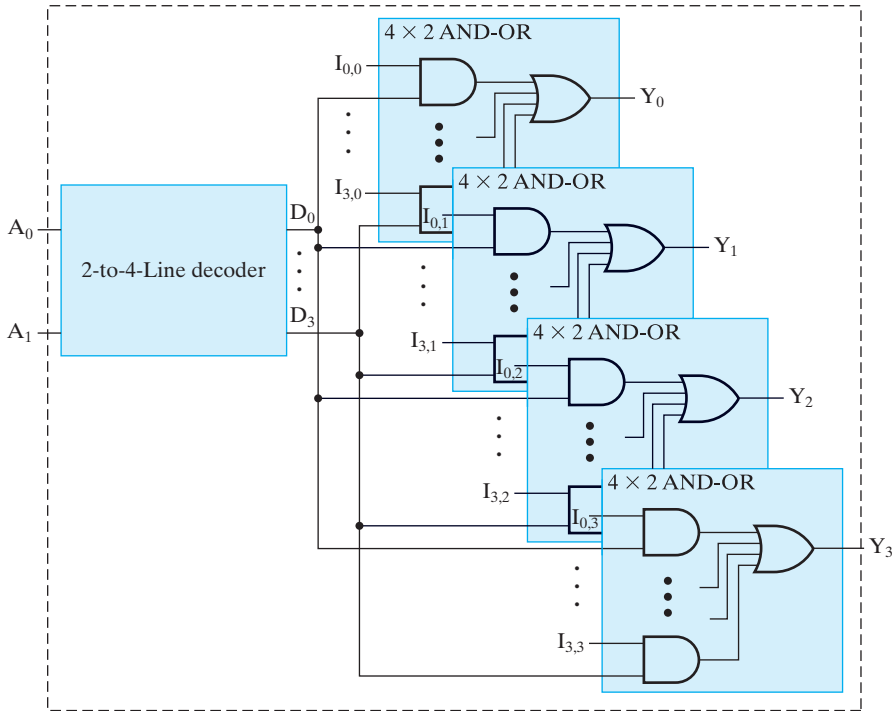 4 × 2 AND-OR
I0,0
Y0
I3,0
4 × 2 AND-OR
I0,1
Y1
A0
D0
2-to-4-Line decoder
A1
D3
I3,1
4 × 2 AND-OR
I0,2
Y2
I3,2
4 × 2 AND-OR
I0,3
Y3
I3,3